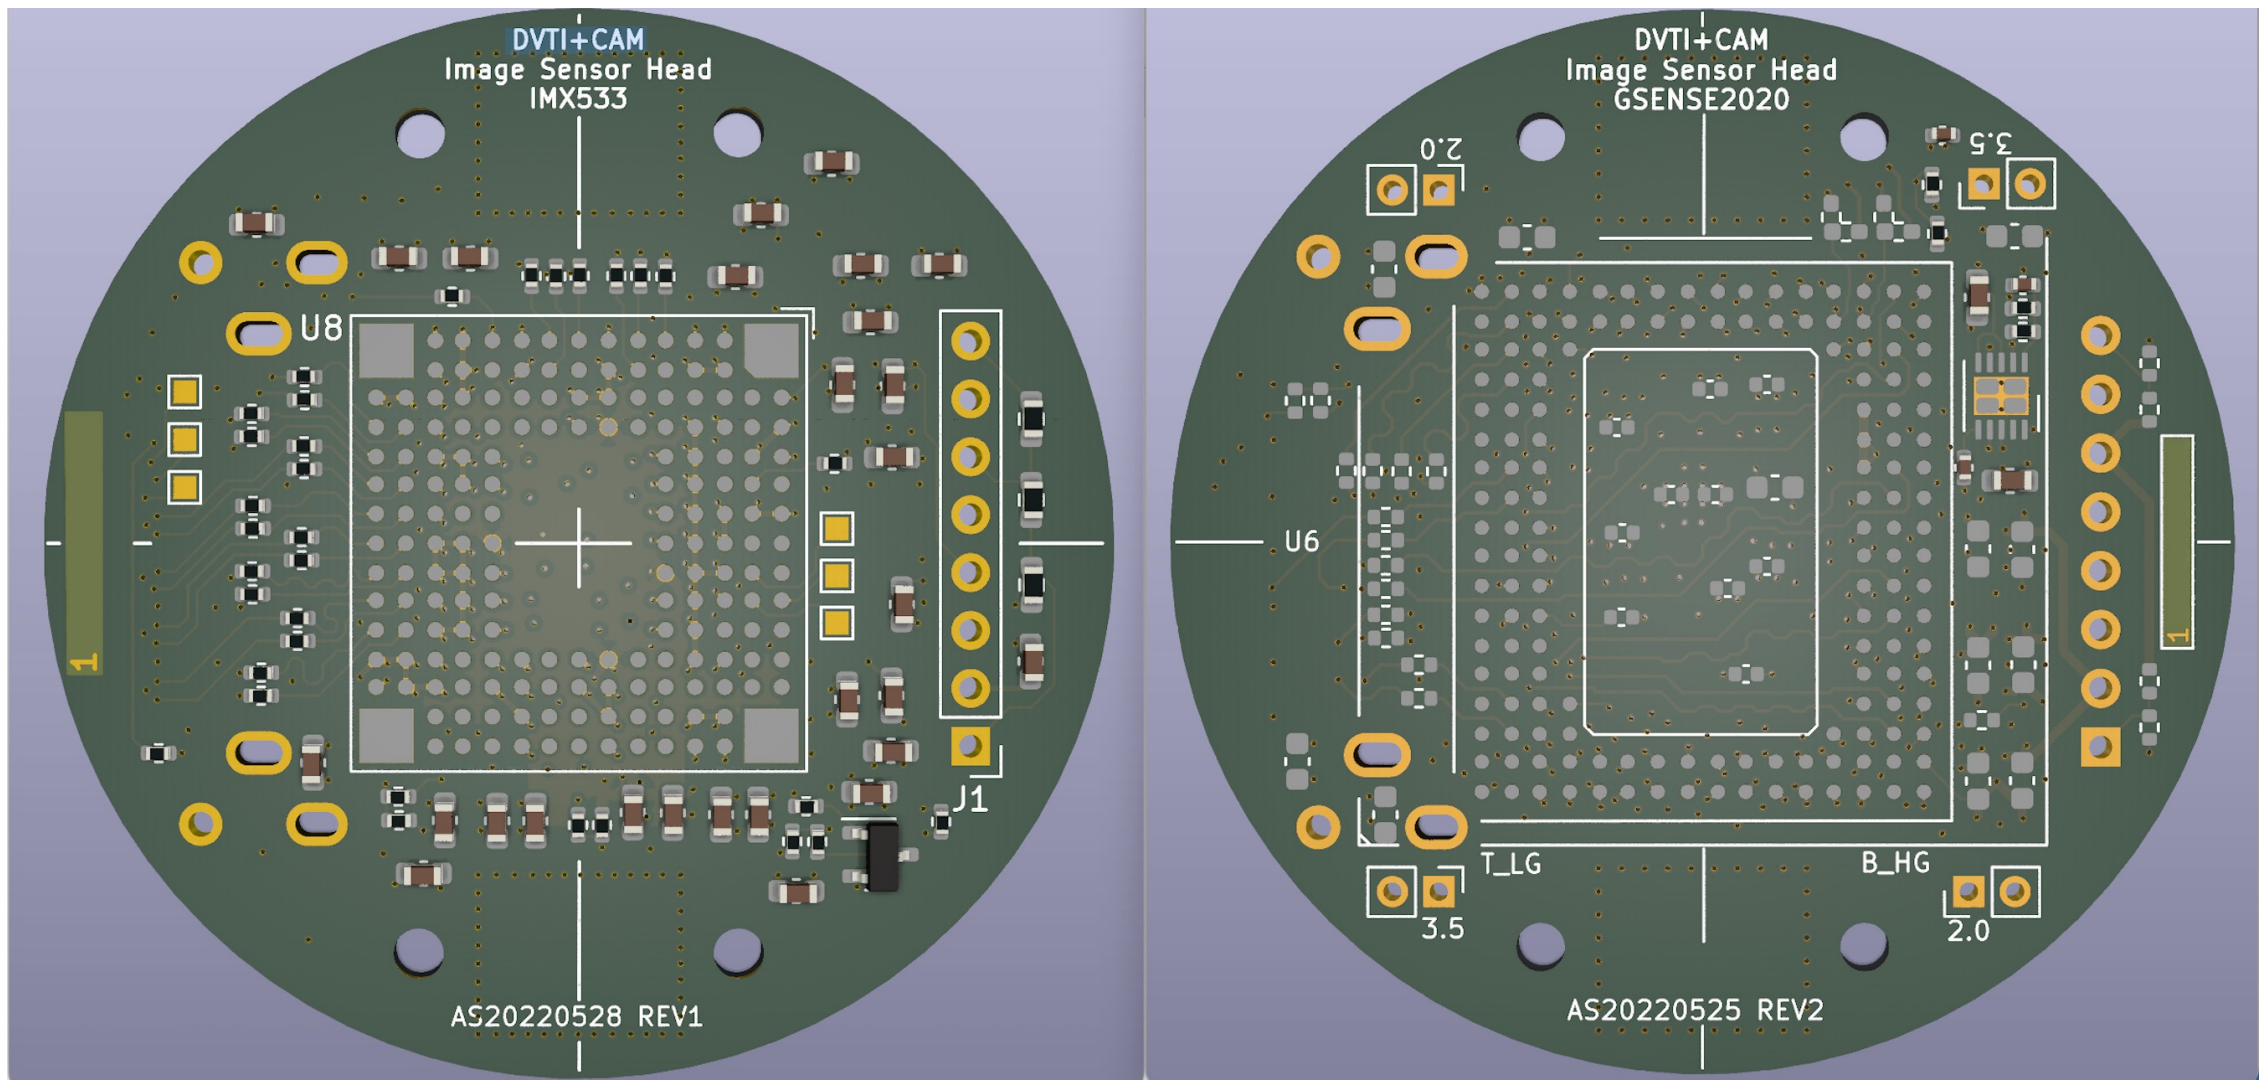 DVTI+CAM
Image Sensor Head
IMX533
U8
1
J1
AS20220528 REV1
DVTI+CAM
Image Sensor Head
GSENSE2020
2.0
3.5
U6
1
T_LG
B_HG
3.5
2.0
AS20220525 REV2